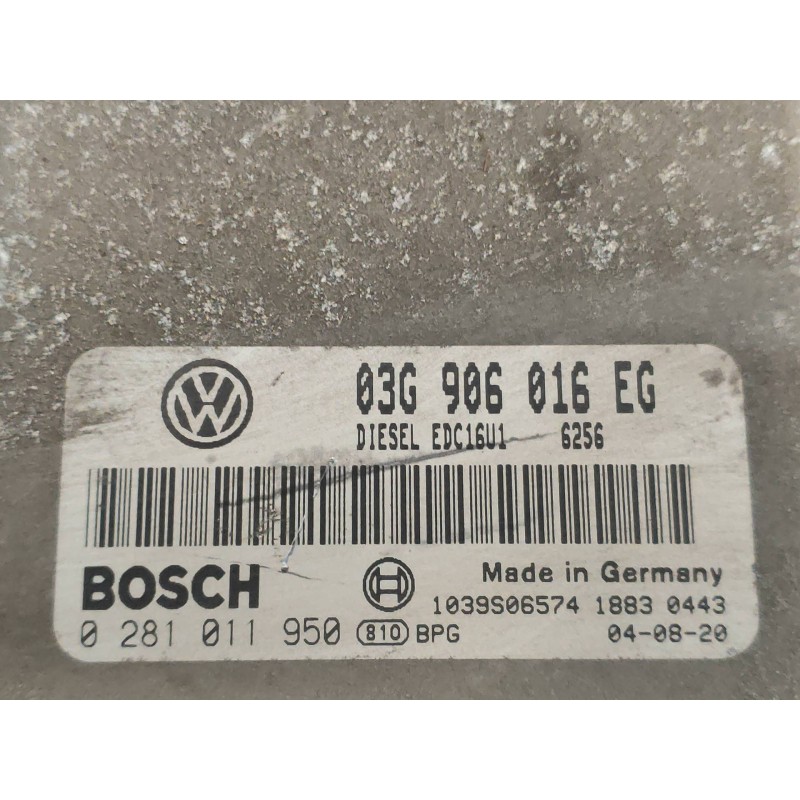 03G 906 016 EG
DIESEL EDC16U1 6256
BOSCH
Made in Germany
1039S06574 1883 0443
0 281 011 950 810 BPG 04-08-20